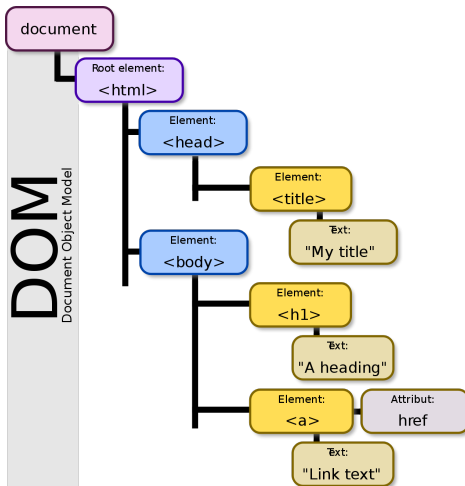 document
Root element:
<html>
Element:
<head>
Element:
<title>
Text:
"My title"
Element:
<body>
Element:
<h1>
Text:
"A heading"
Element:
<a>
Attribut:
href
Text:
"Link text"
DOM
Document Object Model